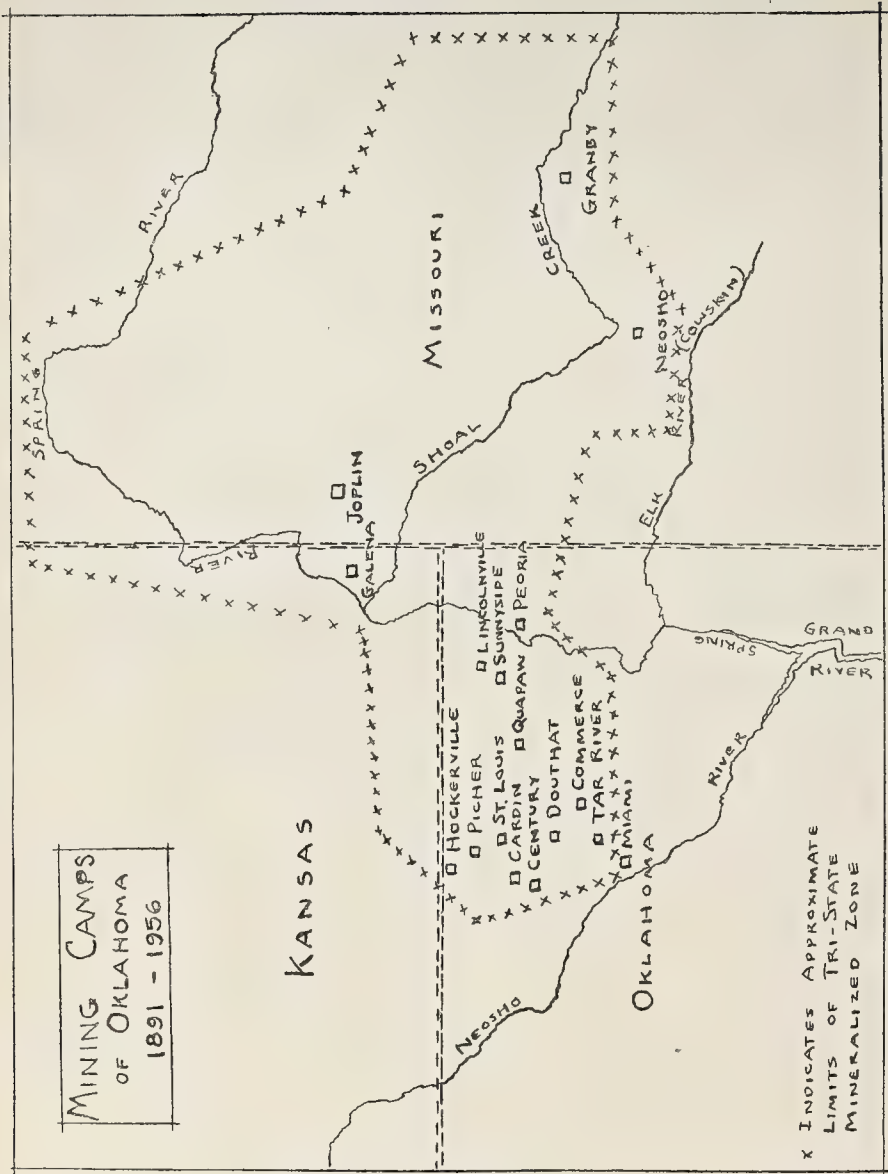 MINING CAMPS
OF OKLAHOMA
1891 - 1956
KANSAS
MISSOURI
OKLAHOMA
SPRING
RIVER
RIVER
JOPLIN
GALENA
SHOAL
CREEK
GRANBY
NEOSHO
ELK
RIVER
(COWSKIN)
HOCKERVILLE
PICHER
ST. LOUIS
CARDIN
CENTURY
DOUTHAT
COMMERCE
TAR RIVER
MIAMI
LINCOLNVILLE
SUNNYSIDE
QUAPAW
PEORIA
NEOSHO
RIVER
SPRING
GRAND
RIVER
x INDICATES APPROXIMATE
LIMITS OF TRI-STATE
MINERALIZED ZONE